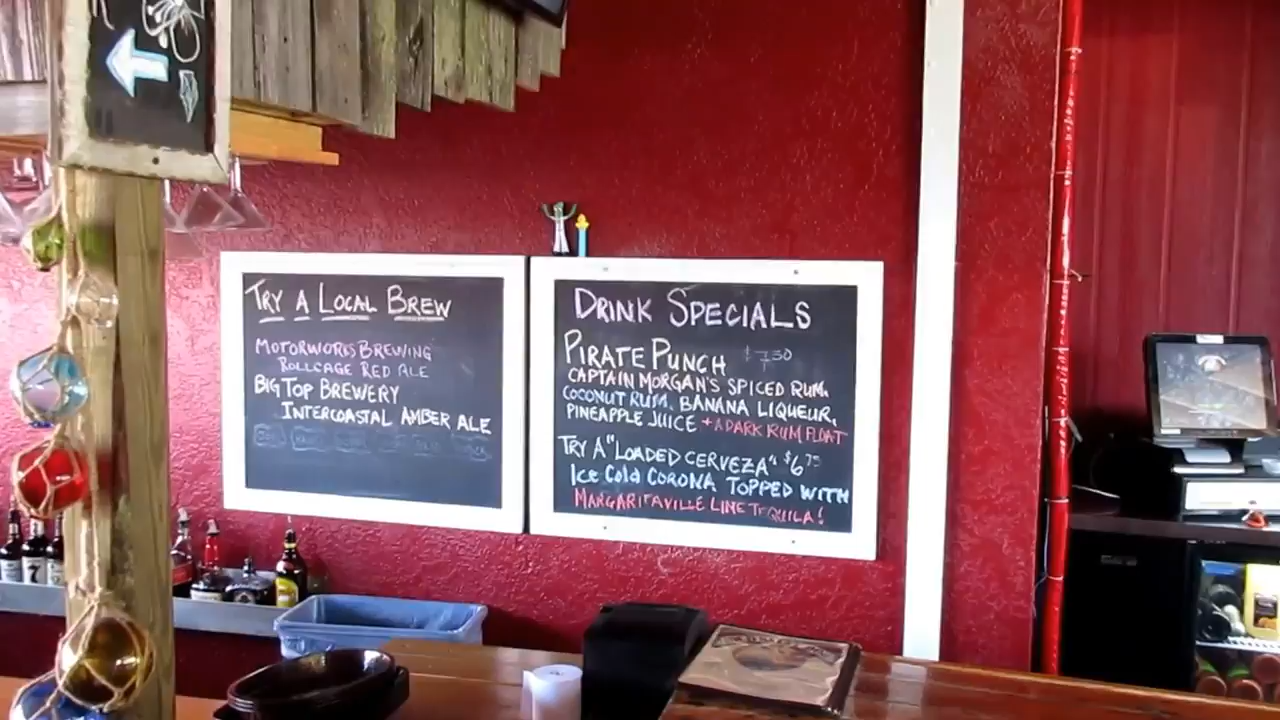 TRY A LOCAL BREW
MOTORWORKS BREWING
ROLLCAGE RED ALE
BIG TOP BREWERY
INTERCOASTAL AMBER ALE
DRINK SPECIALS
PIRATE PUNCH $7.50
CAPTAIN MORGAN'S SPICED RUM,
COCONUT RUM, BANANA LIQUEUR,
PINEAPPLE JUICE + A DARK RUM FLOAT
TRY A "LOADED CERVEZA" $6.75
Ice Cold CORONA TOPPED WITH
MARGARITAVILLE LIME TEQUILA!
7